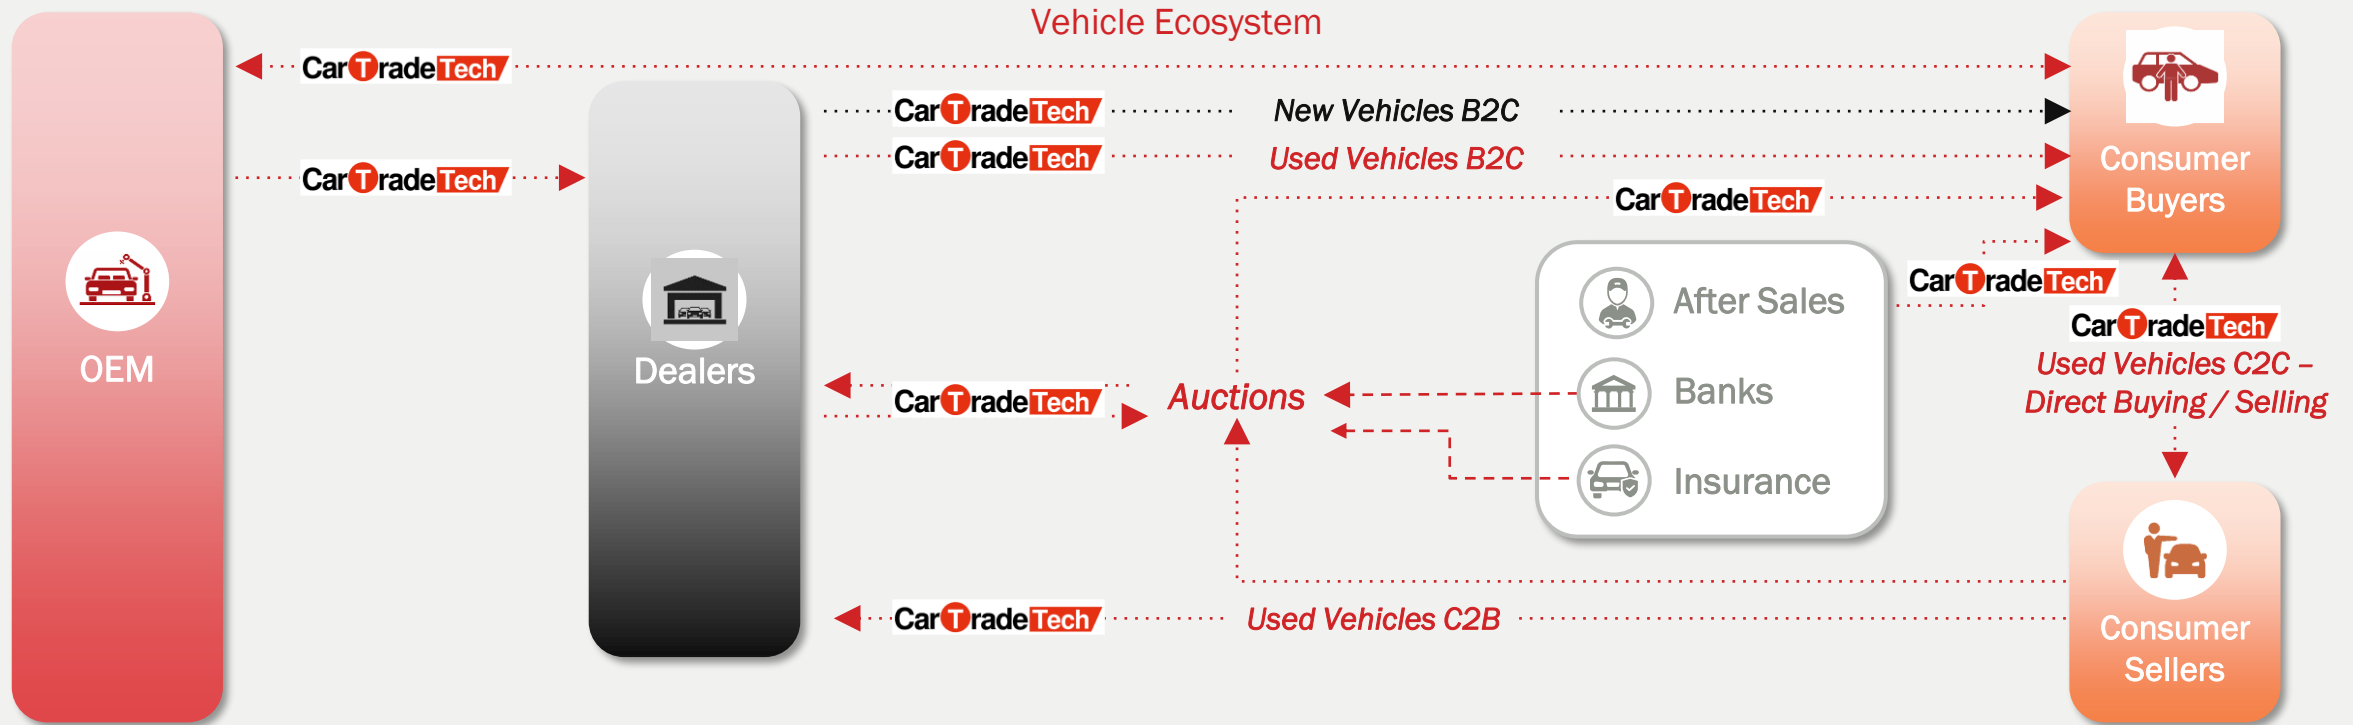 Vehicle Ecosystem
CarTradeTech
CarTradeTech
New Vehicles B2C
CarTradeTech
Used Vehicles B2C
CarTradeTech
CarTradeTech
Consumer
Buyers
OEM
Dealers
CarTradeTech
Auctions
After Sales
Banks
Insurance
CarTradeTech
CarTradeTech
Used Vehicles C2C –
Direct Buying / Selling
CarTradeTech
Used Vehicles C2B
Consumer
Sellers